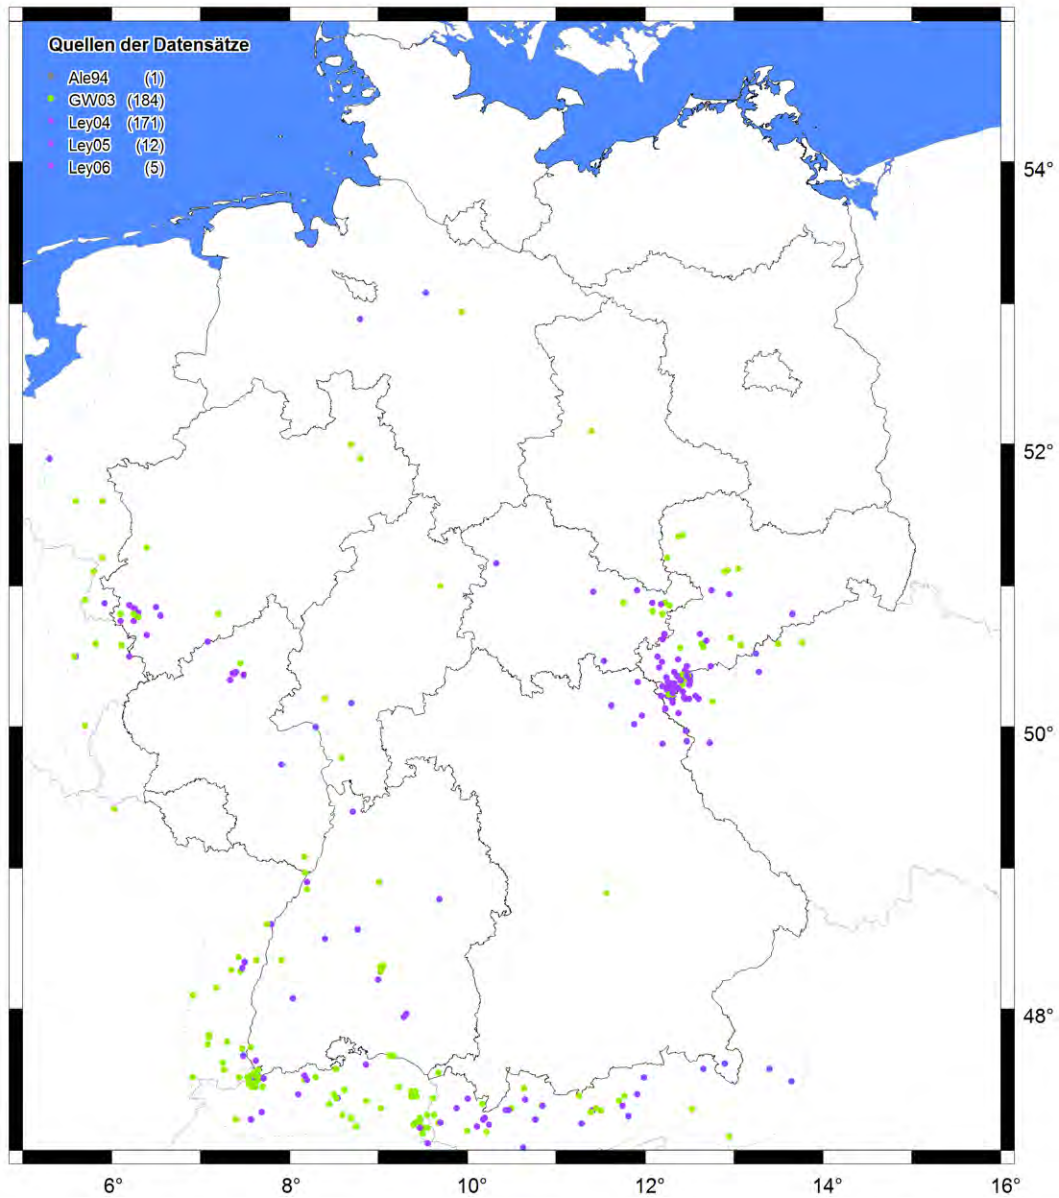 Quellen der Datensätze
Ale94 (1)
GW03 (184)
Ley04 (171)
Ley05 (12)
Ley06 (5)
54°
52°
50°
48°
6° 8° 10° 12° 14° 16°